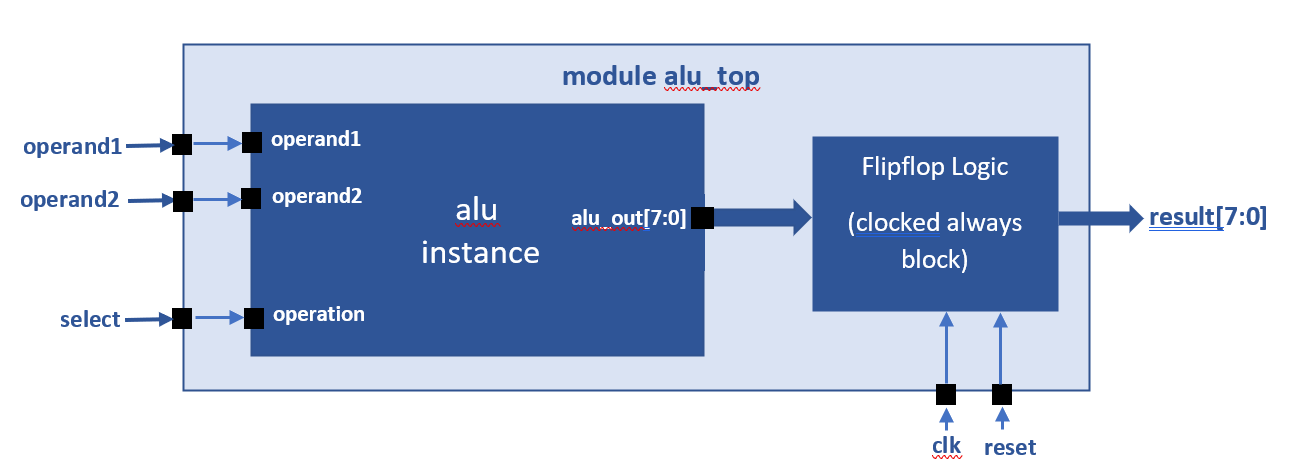 module alu_top
operand1
operand1
operand2
operand2
alu
instance
alu_out[7:0]
select
operation
Flipflop Logic
(clocked always
block)
result[7:0]
clk
reset